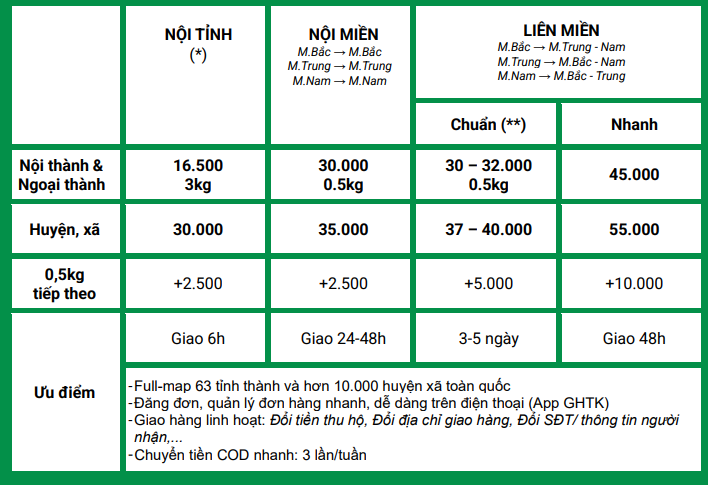 NỘI TỈNH
(*)
NỘI MIỀN
M.Bắc → M.Bắc
M.Trung → M.Trung
M.Nam → M.Nam
LIÊN MIỀN
M.Bắc → M.Trung - Nam
M.Trung → M.Bắc - Nam
M.Nam → M.Bắc - Trung
Chuẩn (**)
Nhanh
Nội thành &
Ngoại thành
16.500
3kg
30.000
0.5kg
30 – 32.000
0.5kg
45.000
Huyện, xã
30.000
35.000
37 – 40.000
55.000
0,5kg
tiếp theo
+2.500
+2.500
+5.000
+10.000
Ưu điểm
Giao 6h
Giao 24-48h
3-5 ngày
Giao 48h
-Full-map 63 tỉnh thành và hơn 10.000 huyện xã toàn quốc
-Đăng đơn, quản lý đơn hàng nhanh, dễ dàng trên điện thoại (App GHTK)
-Giao hàng linh hoạt: Đổi tiền thu hộ, Đổi địa chỉ giao hàng, Đổi SĐT/ thông tin người
nhận,...
-Chuyển tiền COD nhanh: 3 lần/tuần